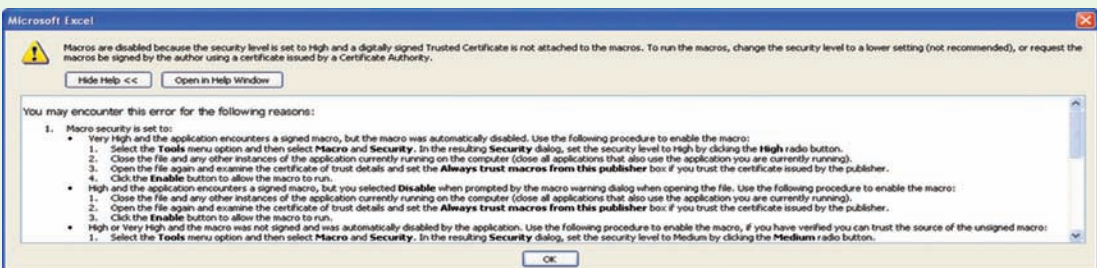 Microsoft Excel
Macros are disabled because the security level is set to High and a digitally signed Trusted Certificate is not attached to the macros. To run the macros, change the security level to a lower setting (not recommended), or request the
macros be signed by the author using a certificate issued by a Certificate Authority.
Hide Help << Open in Help Window
You may encounter this error for the following reasons:
1. Macro security is set to:
• Very High and the application encounters a signed macro, but the macro was automatically disabled. Use the following procedure to enable the macro:
1. Select the Tools menu option and then select Macro and Security. In the resulting Security dialog, set the security level to High by clicking the High radio button.
2. Close the file and any other instances of the application currently running on the computer (close all applications that also use the application you are currently running).
3. Open the file again and examine the certificate of trust details and set the Always trust macros from this publisher box if you trust the certificate issued by the publisher.
4. Click the Enable button to allow the macro to run.
• High and the application encounters a signed macro, but you selected Disable when prompted by the macro warning dialog when opening the file. Use the following procedure to enable the macro:
1. Close the file and any other instances of the application currently running on the computer (close all applications that also use the application you are currently running).
2. Open the file again and examine the certificate of trust details and set the Always trust macros from this publisher box if you trust the certificate issued by the publisher.
3. Click the Enable button to allow the macro to run.
• High or Very High and the macro was not signed and was automatically disabled by the application. Use the following procedure to enable the macro, if you have verified you can trust the source of the unsigned macro:
1. Select the Tools menu option and then select Macro and Security. In the resulting Security dialog, set the security level to Medium by clicking the Medium radio button.
OK